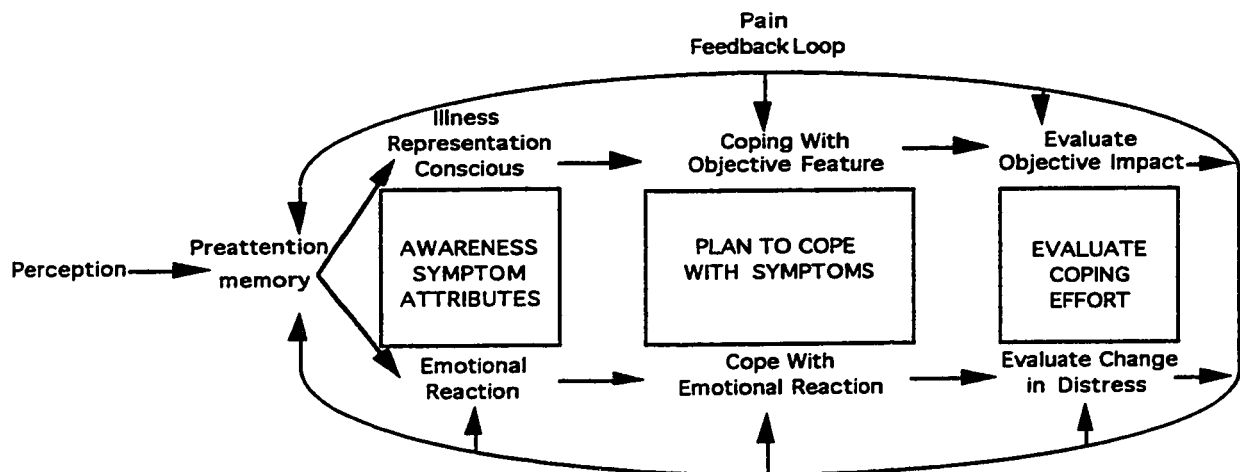 Pain
Feedback Loop
Illness
Representation
Conscious
Coping With
Objective Feature
Evaluate
Objective Impact
Perception
Preattention
memory
AWARENESS
SYMPTOM
ATTRIBUTES
PLAN TO COPE
WITH SYMPTOMS
EVALUATE
COPING
EFFORT
Emotional
Reaction
Cope With
Emotional Reaction
Evaluate Change
in Distress